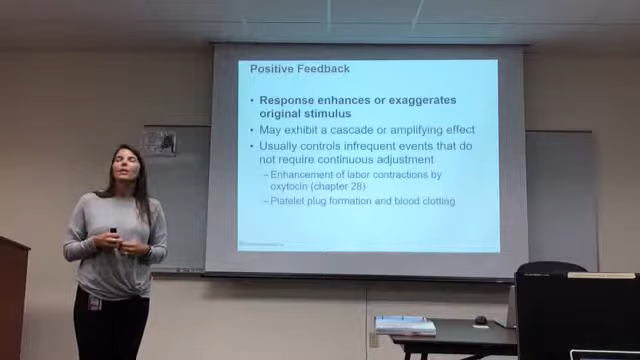 Positive Feedback
• Response enhances or exaggerates
original stimulus
• May exhibit a cascade or amplifying effect
• Usually controls infrequent events that do
not require continuous adjustment
– Enhancement of labor contractions by
oxytocin (chapter 28)
– Platelet plug formation and blood clotting